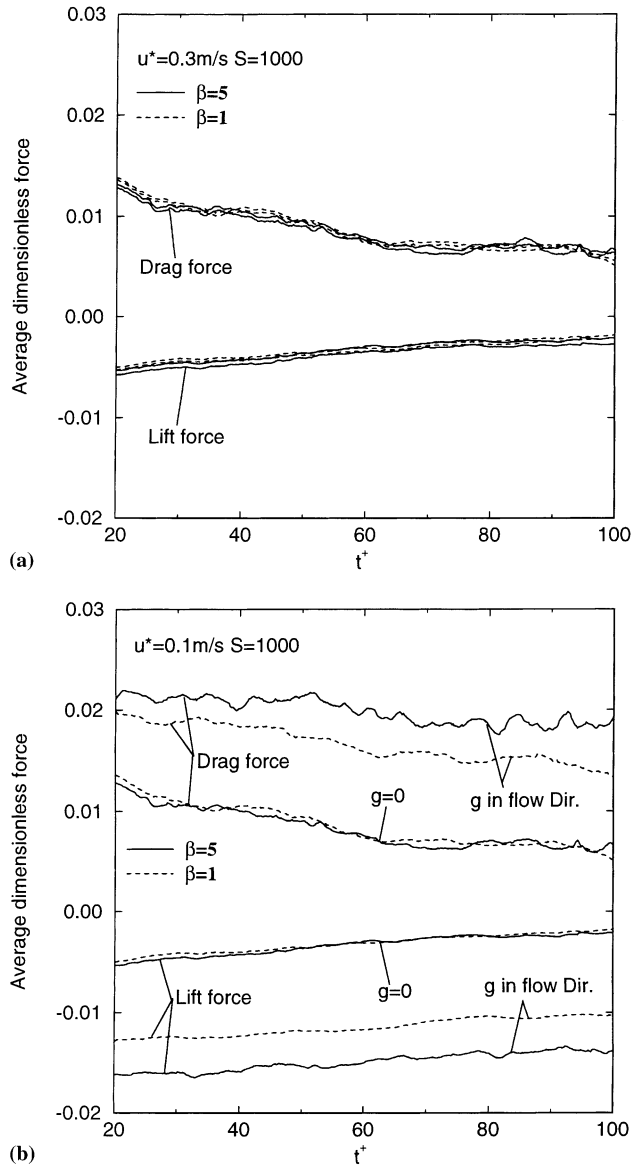 0.03
u*=0.3m/s S=1000
β=5
β=1
0.02
0.01
Drag force
0.00
-0.01
Lift force
-0.02
20 40 60 80 100
t+
Average dimensionless force
(a)
0.03
u*=0.1m/s S=1000
0.02
Drag force
g in flow Dir.
g=0
0.01
β=5
β=1
0.00
g=0
Lift force
g in flow Dir.
-0.01
-0.02
20 40 60 80 100
t+
Average dimensionless force
(b)